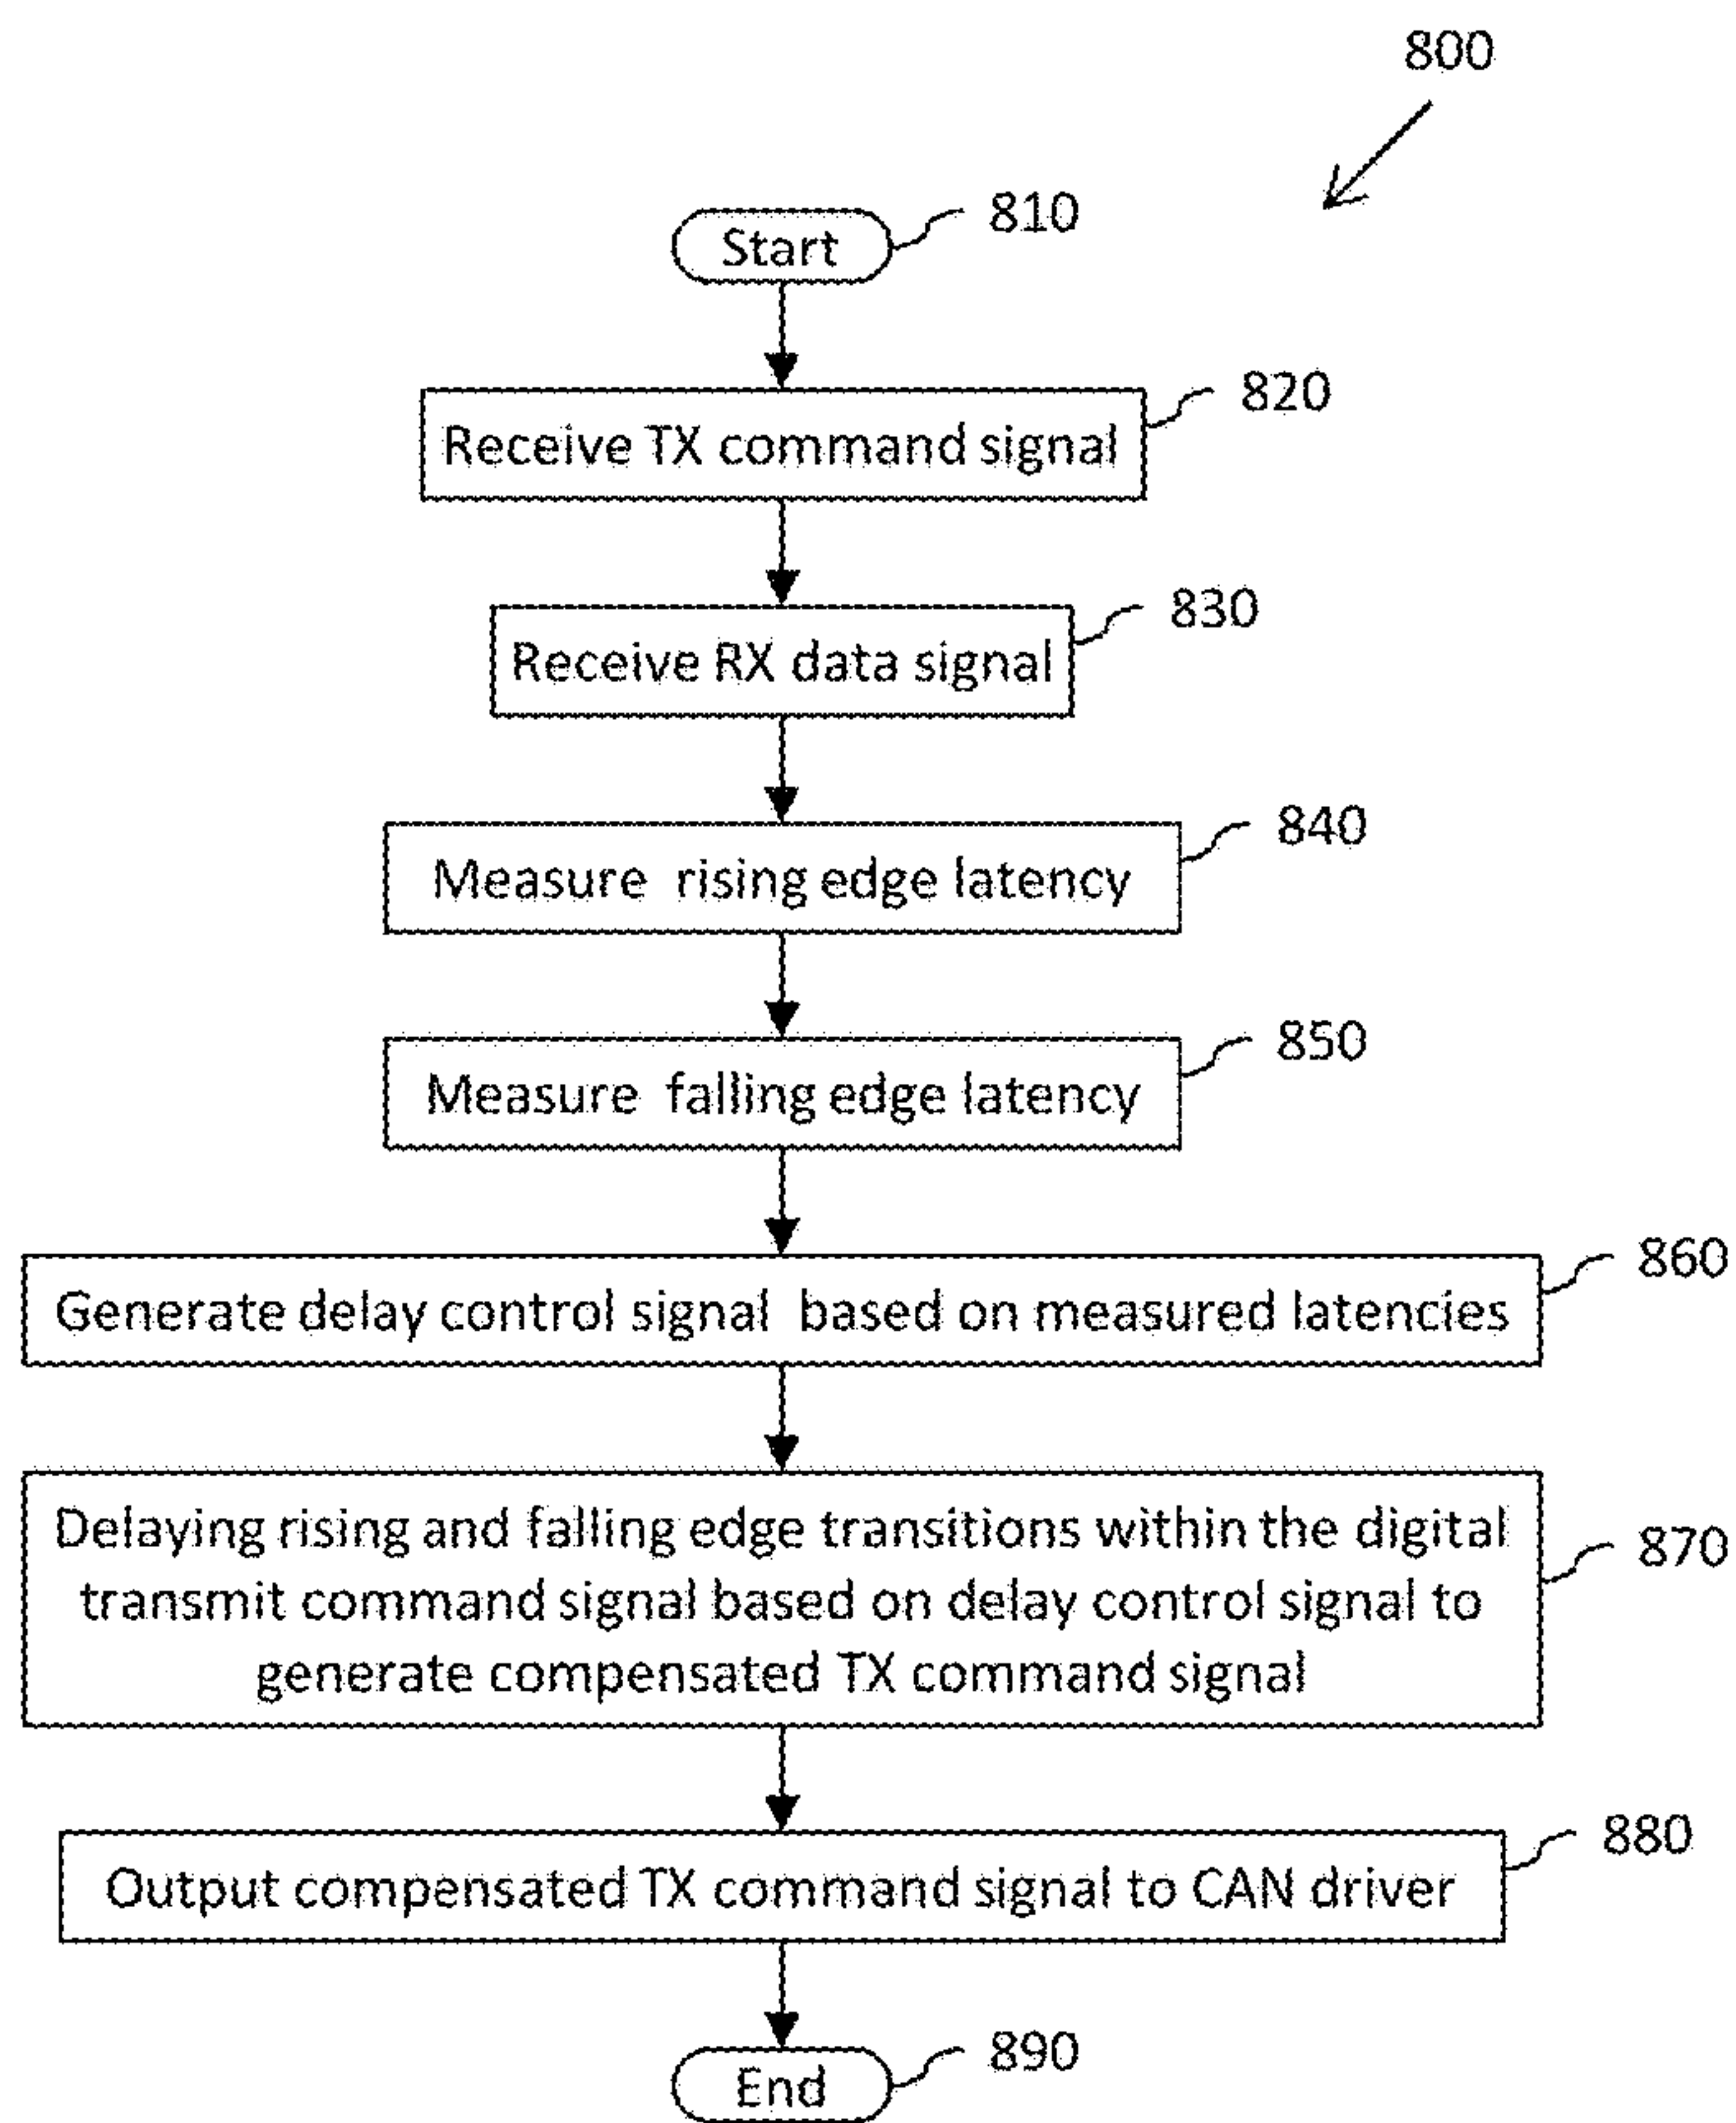 800
Start
810
Receive TX command signal
820
Receive RX data signal
830
Measure rising edge latency
840
Measure falling edge latency
850
Generate delay control signal based on measured latencies
860
Delaying rising and falling edge transitions within the digital
transmit command signal based on delay control signal to
generate compensated TX command signal
870
Output compensated TX command signal to CAN driver
880
End
890